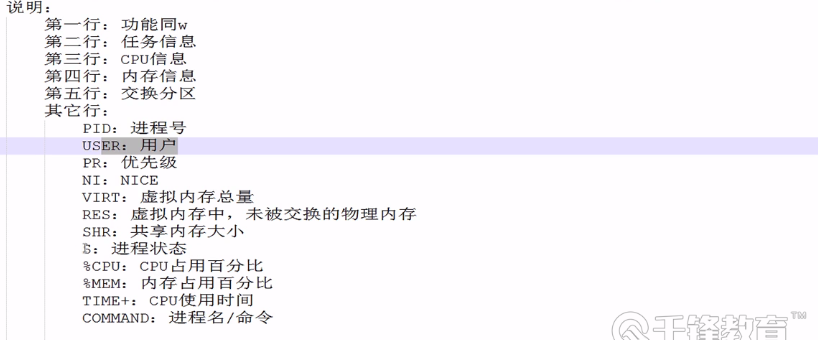 说明：
第一行：功能同w
第二行：任务信息
第三行：CPU信息
第四行：内存信息
第五行：交换分区
其它行：
PID：进程号
USER：用户
PR：优先级
NI：NICE
VIRT：虚拟内存总量
RES：虚拟内存中，未被交换的物理内存
SHR：共享内存大小
S：进程状态
%CPU：CPU占用百分比
%MEM：内存占用百分比
TIME+：CPU使用时间
COMMAND：进程名/命令
千锋教育™